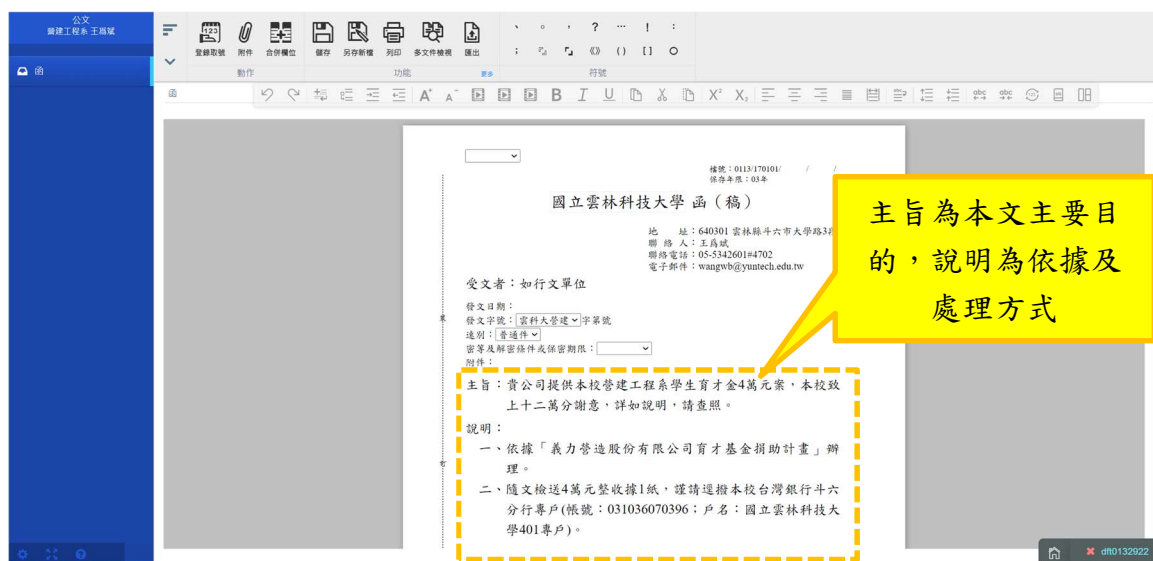 公文
營建工程系 王爲斌
函
登錄取號 附件 合併欄位 儲存 另存新檔 列印 多文件檢視 匯出
、 。 , ? … ! :
; 『』 「」 《》 ( ) [ ] ○
動作 功能 更多 符號
函
檔號:0113/170101/ / /
保存年限:03年
國立雲林科技大學 函(稿)
地 址:640301 雲林縣斗六市大學路3段
聯 絡 人:王爲斌
聯絡電話:05-5342601#4702
電子郵件:wangwb@yuntech.edu.tw
受文者:如行文單位
發文日期:
發文字號:雲科大營建字第號
速別:普通件
密等及解密條件或保密期限:
附件:
主旨:貴公司提供本校營建工程系學生育才金4萬元案,本校致
上十二萬分謝意,詳如說明,請查照。
說明:
一、依據「義力營造股份有限公司育才基金捐助計畫」辦
理。
二、隨文檢送4萬元整收據1紙,謹請逕撥本校台灣銀行斗六
分行專戶(帳號:031036070396;戶名:國立雲林科技大
學401專戶)。
訂
主旨為本文主要目
的,說明為依據及
處理方式
dft0132922